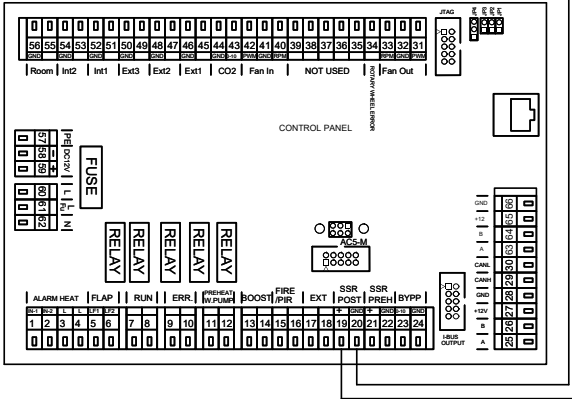 JTAG
JP4
JP3
JP2
JP1
56 55 54 53 52 51 50 49 48 47 46 45 44 43 42 41 40 39 38 37 36 35 34 33 32 31
GND GND GND GND GND GND 0-10 PWM GND RPM RPM GND PWM
Room Int2 Int1 Ext3 Ext2 Ext1 CO2 Fan In NOT USED ROTARY WHEEL ERROR Fan Out
CONTROL PANEL
57 PE
58 - DC12V
59 +
FUSE
60 L
61 L Fu
62 N
RELAY RELAY RELAY RELAY RELAY
AC5-M
GND 66
+12 65
B 64
A 63
CANL 30
CANH 29
GND 28
+12V 27
B 26
A 25
I-BUS
OUTPUT
ALARM HEAT FLAP RUN ERR. PREHEAT W.PUMP BOOST FIRE /PIR EXT SSR POST SSR PREH BYPP
IN-1 IN-2 L L LF1 LF2 + GND + GND 0-10 GND
1 2 3 4 5 6 7 8 9 10 11 12 13 14 15 16 17 18 19 20 21 22 23 24